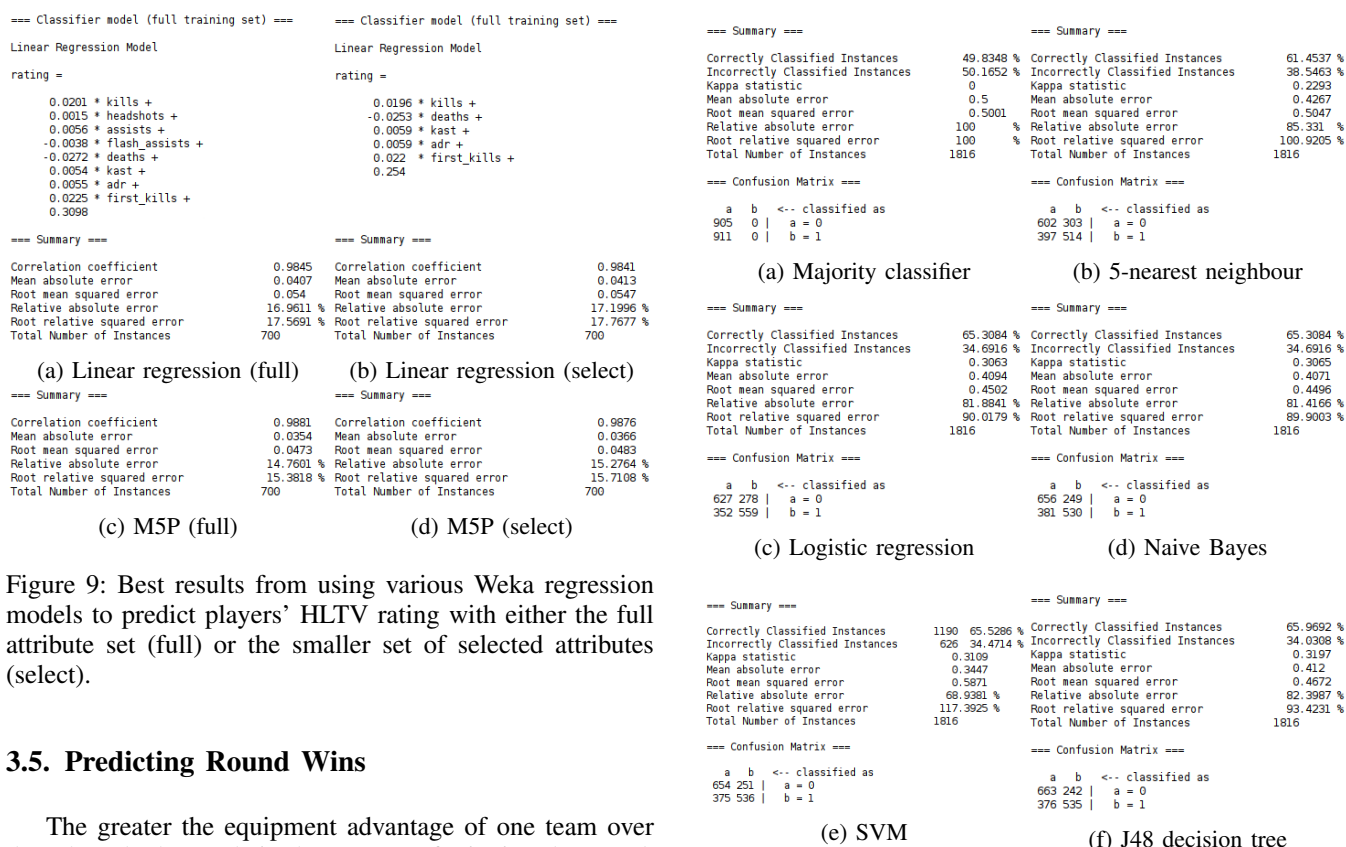 === Classifier model (full training set) ===
Linear Regression Model
rating =
0.0201 * kills +
0.0015 * headshots +
0.0056 * assists +
-0.0038 * flash_assists +
-0.0272 * deaths +
0.0054 * kast +
0.0055 * adr +
0.0225 * first_kills +
0.3098
=== Summary ===
Correlation coefficient 0.9845
Mean absolute error 0.0407
Root mean squared error 0.054
Relative absolute error 16.9611 %
Root relative squared error 17.5691 %
Total Number of Instances 700
(a) Linear regression (full)
=== Classifier model (full training set) ===
Linear Regression Model
rating =
0.0196 * kills +
-0.0253 * deaths +
0.0059 * kast +
0.0059 * adr +
0.022 * first_kills +
0.254
=== Summary ===
Correlation coefficient 0.9841
Mean absolute error 0.0413
Root mean squared error 0.0547
Relative absolute error 17.1996 %
Root relative squared error 17.7677 %
Total Number of Instances 700
(b) Linear regression (select)
=== Summary ===
Correlation coefficient 0.9881
Mean absolute error 0.0354
Root mean squared error 0.0473
Relative absolute error 14.7601 %
Root relative squared error 15.3818 %
Total Number of Instances 700
(c) M5P (full)
=== Summary ===
Correlation coefficient 0.9876
Mean absolute error 0.0366
Root mean squared error 0.0483
Relative absolute error 15.2764 %
Root relative squared error 15.7108 %
Total Number of Instances 700
(d) M5P (select)
Figure 9: Best results from using various Weka regression
models to predict players' HLTV rating with either the full
attribute set (full) or the smaller set of selected attributes
(select).
3.5. Predicting Round Wins
The greater the equipment advantage of one team over
=== Summary ===
Correctly Classified Instances 49.8348 %
Incorrectly Classified Instances 50.1652 %
Kappa statistic 0
Mean absolute error 0.5
Root mean squared error 0.5001
Relative absolute error 100 %
Root relative squared error 100 %
Total Number of Instances 1816
=== Confusion Matrix ===
a b <-- classified as
905 0 | a = 0
911 0 | b = 1
(a) Majority classifier
=== Summary ===
Correctly Classified Instances 61.4537 %
Incorrectly Classified Instances 38.5463 %
Kappa statistic 0.2293
Mean absolute error 0.4267
Root mean squared error 0.5047
Relative absolute error 85.331 %
Root relative squared error 100.9205 %
Total Number of Instances 1816
=== Confusion Matrix ===
a b <-- classified as
602 303 | a = 0
397 514 | b = 1
(b) 5-nearest neighbour
=== Summary ===
Correctly Classified Instances 65.3084 %
Incorrectly Classified Instances 34.6916 %
Kappa statistic 0.3063
Mean absolute error 0.4094
Root mean squared error 0.4502
Relative absolute error 81.8841 %
Root relative squared error 90.0179 %
Total Number of Instances 1816
=== Confusion Matrix ===
a b <-- classified as
627 278 | a = 0
352 559 | b = 1
(c) Logistic regression
=== Summary ===
Correctly Classified Instances 65.3084 %
Incorrectly Classified Instances 34.6916 %
Kappa statistic 0.3065
Mean absolute error 0.4071
Root mean squared error 0.4496
Relative absolute error 81.4166 %
Root relative squared error 89.9003 %
Total Number of Instances 1816
=== Confusion Matrix ===
a b <-- classified as
656 249 | a = 0
381 530 | b = 1
(d) Naive Bayes
=== Summary ===
Correctly Classified Instances 1190 65.5286 %
Incorrectly Classified Instances 626 34.4714 %
Kappa statistic 0.3109
Mean absolute error 0.3447
Root mean squared error 0.5871
Relative absolute error 68.9381 %
Root relative squared error 117.3925 %
Total Number of Instances 1816
=== Confusion Matrix ===
a b <-- classified as
654 251 | a = 0
375 536 | b = 1
(e) SVM
=== Summary ===
Correctly Classified Instances 65.9692 %
Incorrectly Classified Instances 34.0308 %
Kappa statistic 0.3197
Mean absolute error 0.412
Root mean squared error 0.4672
Relative absolute error 82.3987 %
Root relative squared error 93.4231 %
Total Number of Instances 1816
=== Confusion Matrix ===
a b <-- classified as
663 242 | a = 0
376 535 | b = 1
(f) J48 decision tree